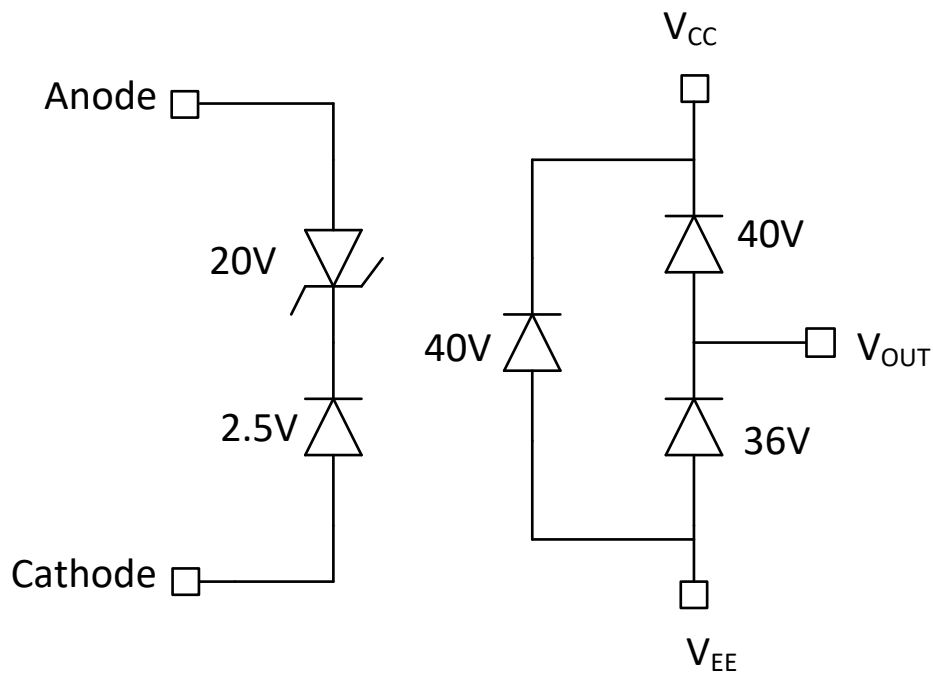 Anode
20V
2.5V
Cathode
VCC
40V
40V
VOUT
36V
VEE